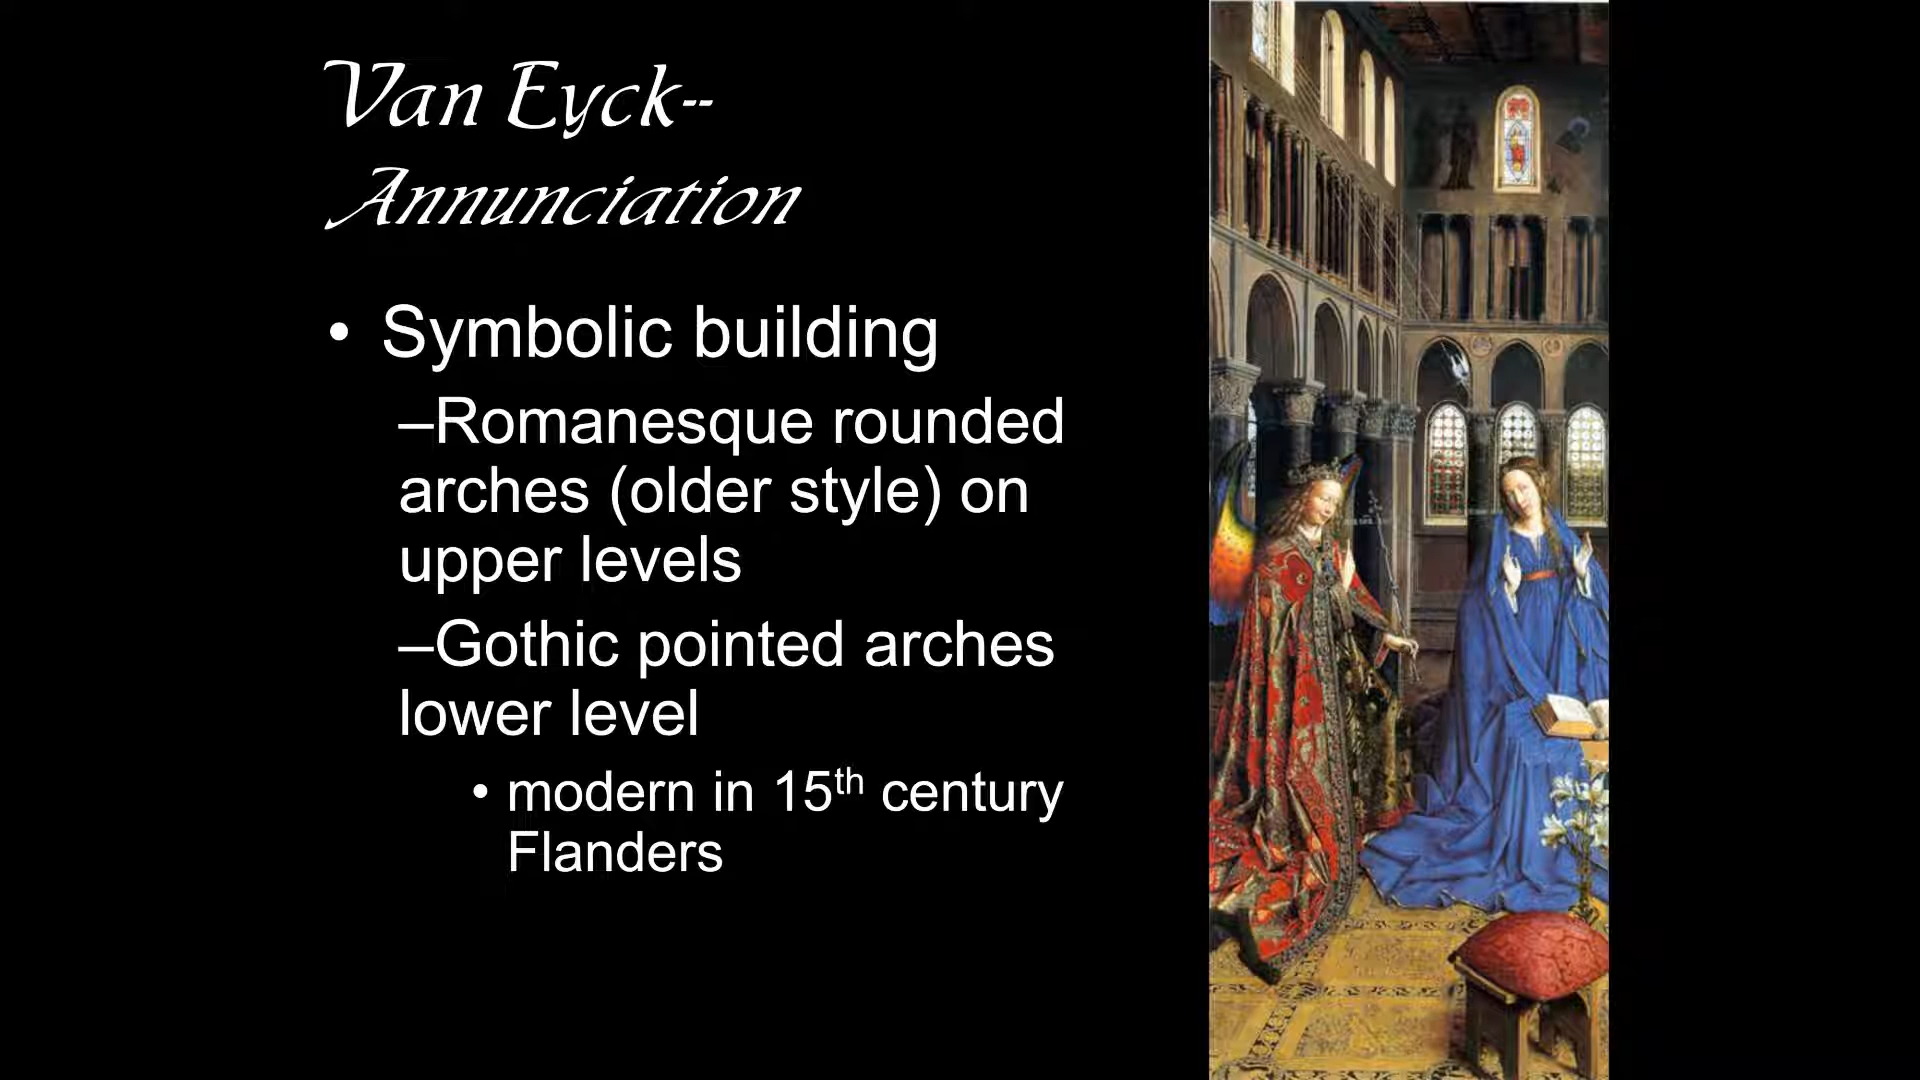 Van Eyck--
Annunciation
• Symbolic building
–Romanesque rounded
arches (older style) on
upper levels
–Gothic pointed arches
lower level
• modern in 15th century
Flanders